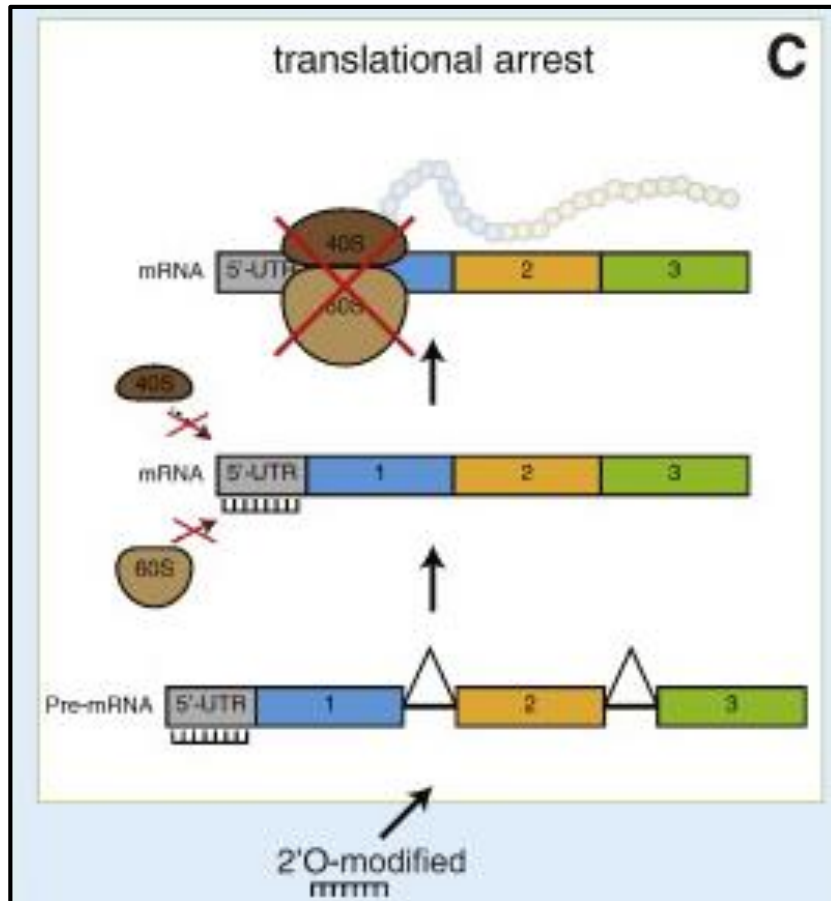 C
translational arrest
40S
mRNA 5'-UTR 2 3
60S
40S
mRNA 5'-UTR 1 2 3
60S
Pre-mRNA 5'-UTR 1 2 3
2'O-modified